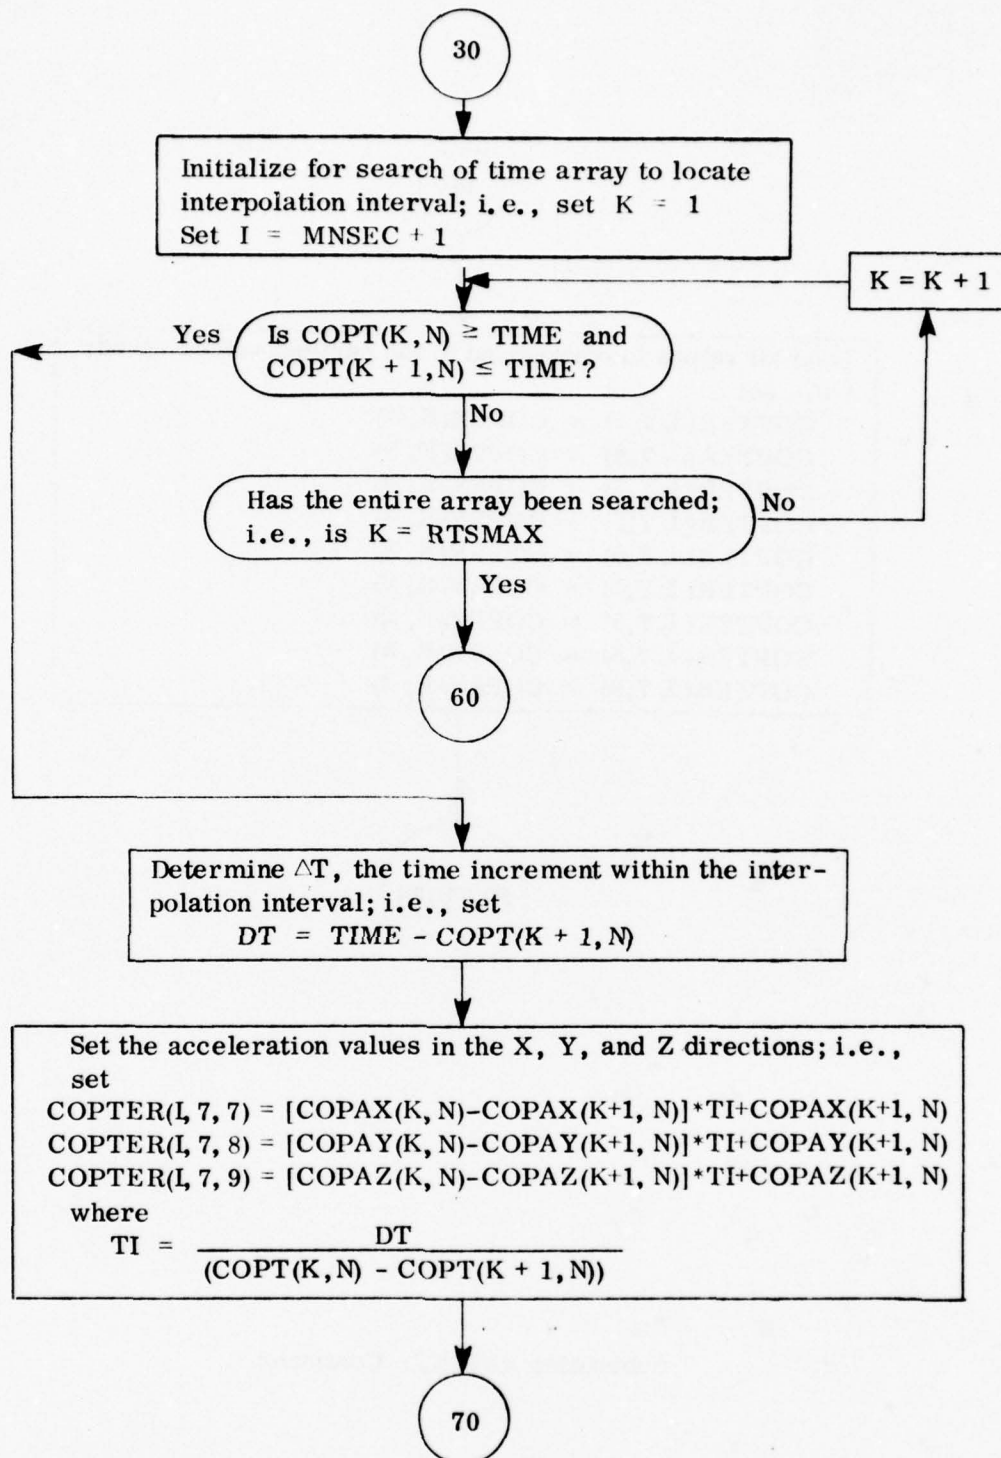 30
Initialize for search of time array to locate
interpolation interval; i.e., set K = 1
Set I = MNSEC + 1
K = K + 1
Yes
Is COPT(K,N) ≥ TIME and
COPT(K + 1,N) ≤ TIME?
No
Has the entire array been searched;
i.e., is K = RTSMAX
No
Yes
60
Determine △T, the time increment within the inter-
polation interval; i.e., set
DT = TIME - COPT(K + 1, N)
Set the acceleration values in the X, Y, and Z directions; i.e.,
set
COPTER(I, 7, 7) = [COPAX(K, N)-COPAX(K+1, N)]*TI+COPAX(K+1, N)
COPTER(I, 7, 8) = [COPAY(K, N)-COPAY(K+1, N)]*TI+COPAY(K+1, N)
COPTER(I, 7, 9) = [COPAZ(K, N)-COPAZ(K+1, N)]*TI+COPAZ(K+1, N)
where
TI = DT
(COPT(K,N) - COPT(K + 1, N))
70